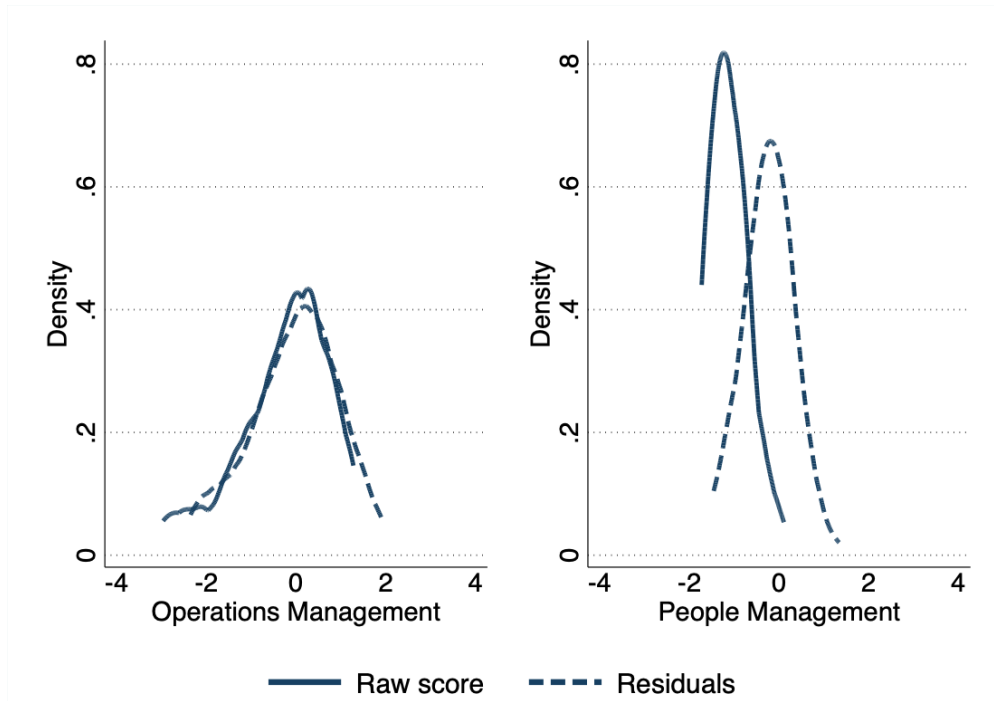 Density
.8
.6
.4
.2
0
-4 -2 0 2 4
Operations Management
Density
.8
.6
.4
.2
0
-4 -2 0 2 4
People Management
Raw score Residuals